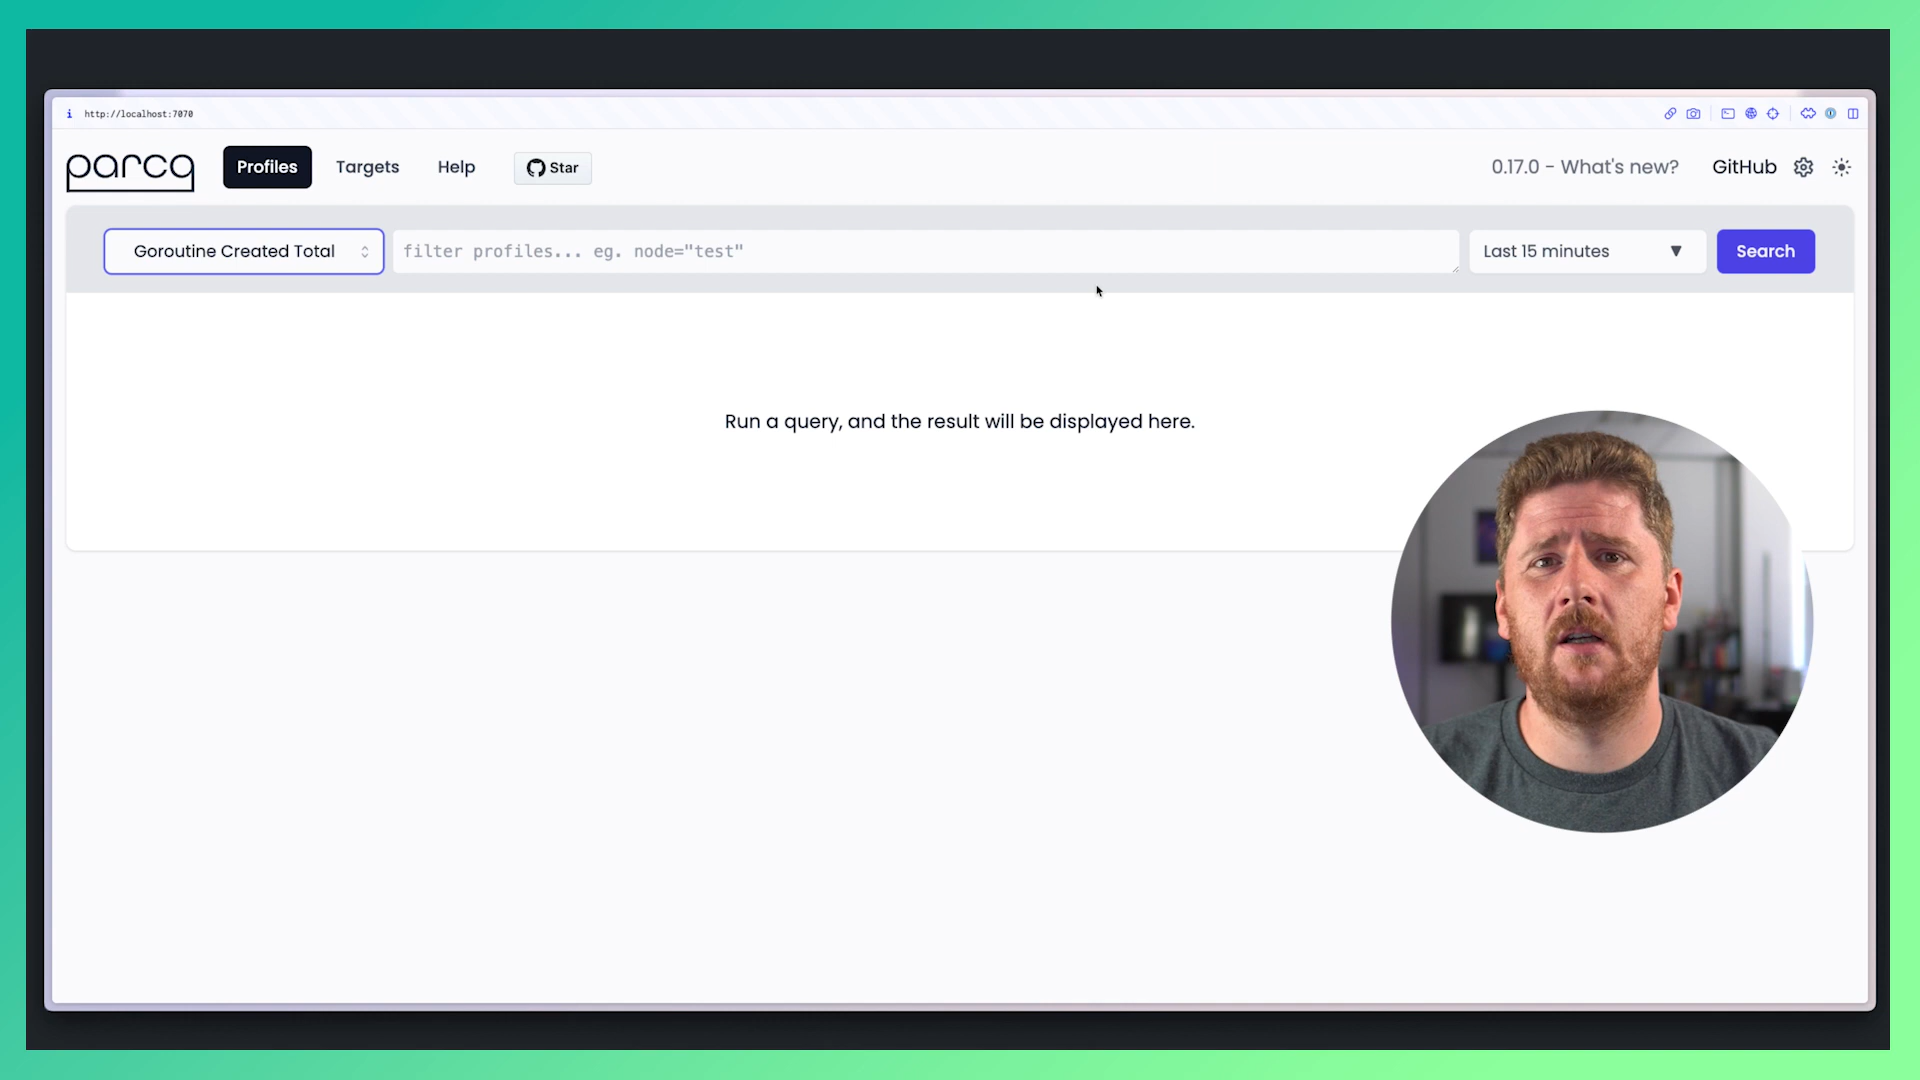 http://localhost:7070
parca Profiles Targets Help Star 0.17.0 - What's new? GitHub
Goroutine Created Total filter profiles... eg. node="test" Last 15 minutes Search
Run a query, and the result will be displayed here.